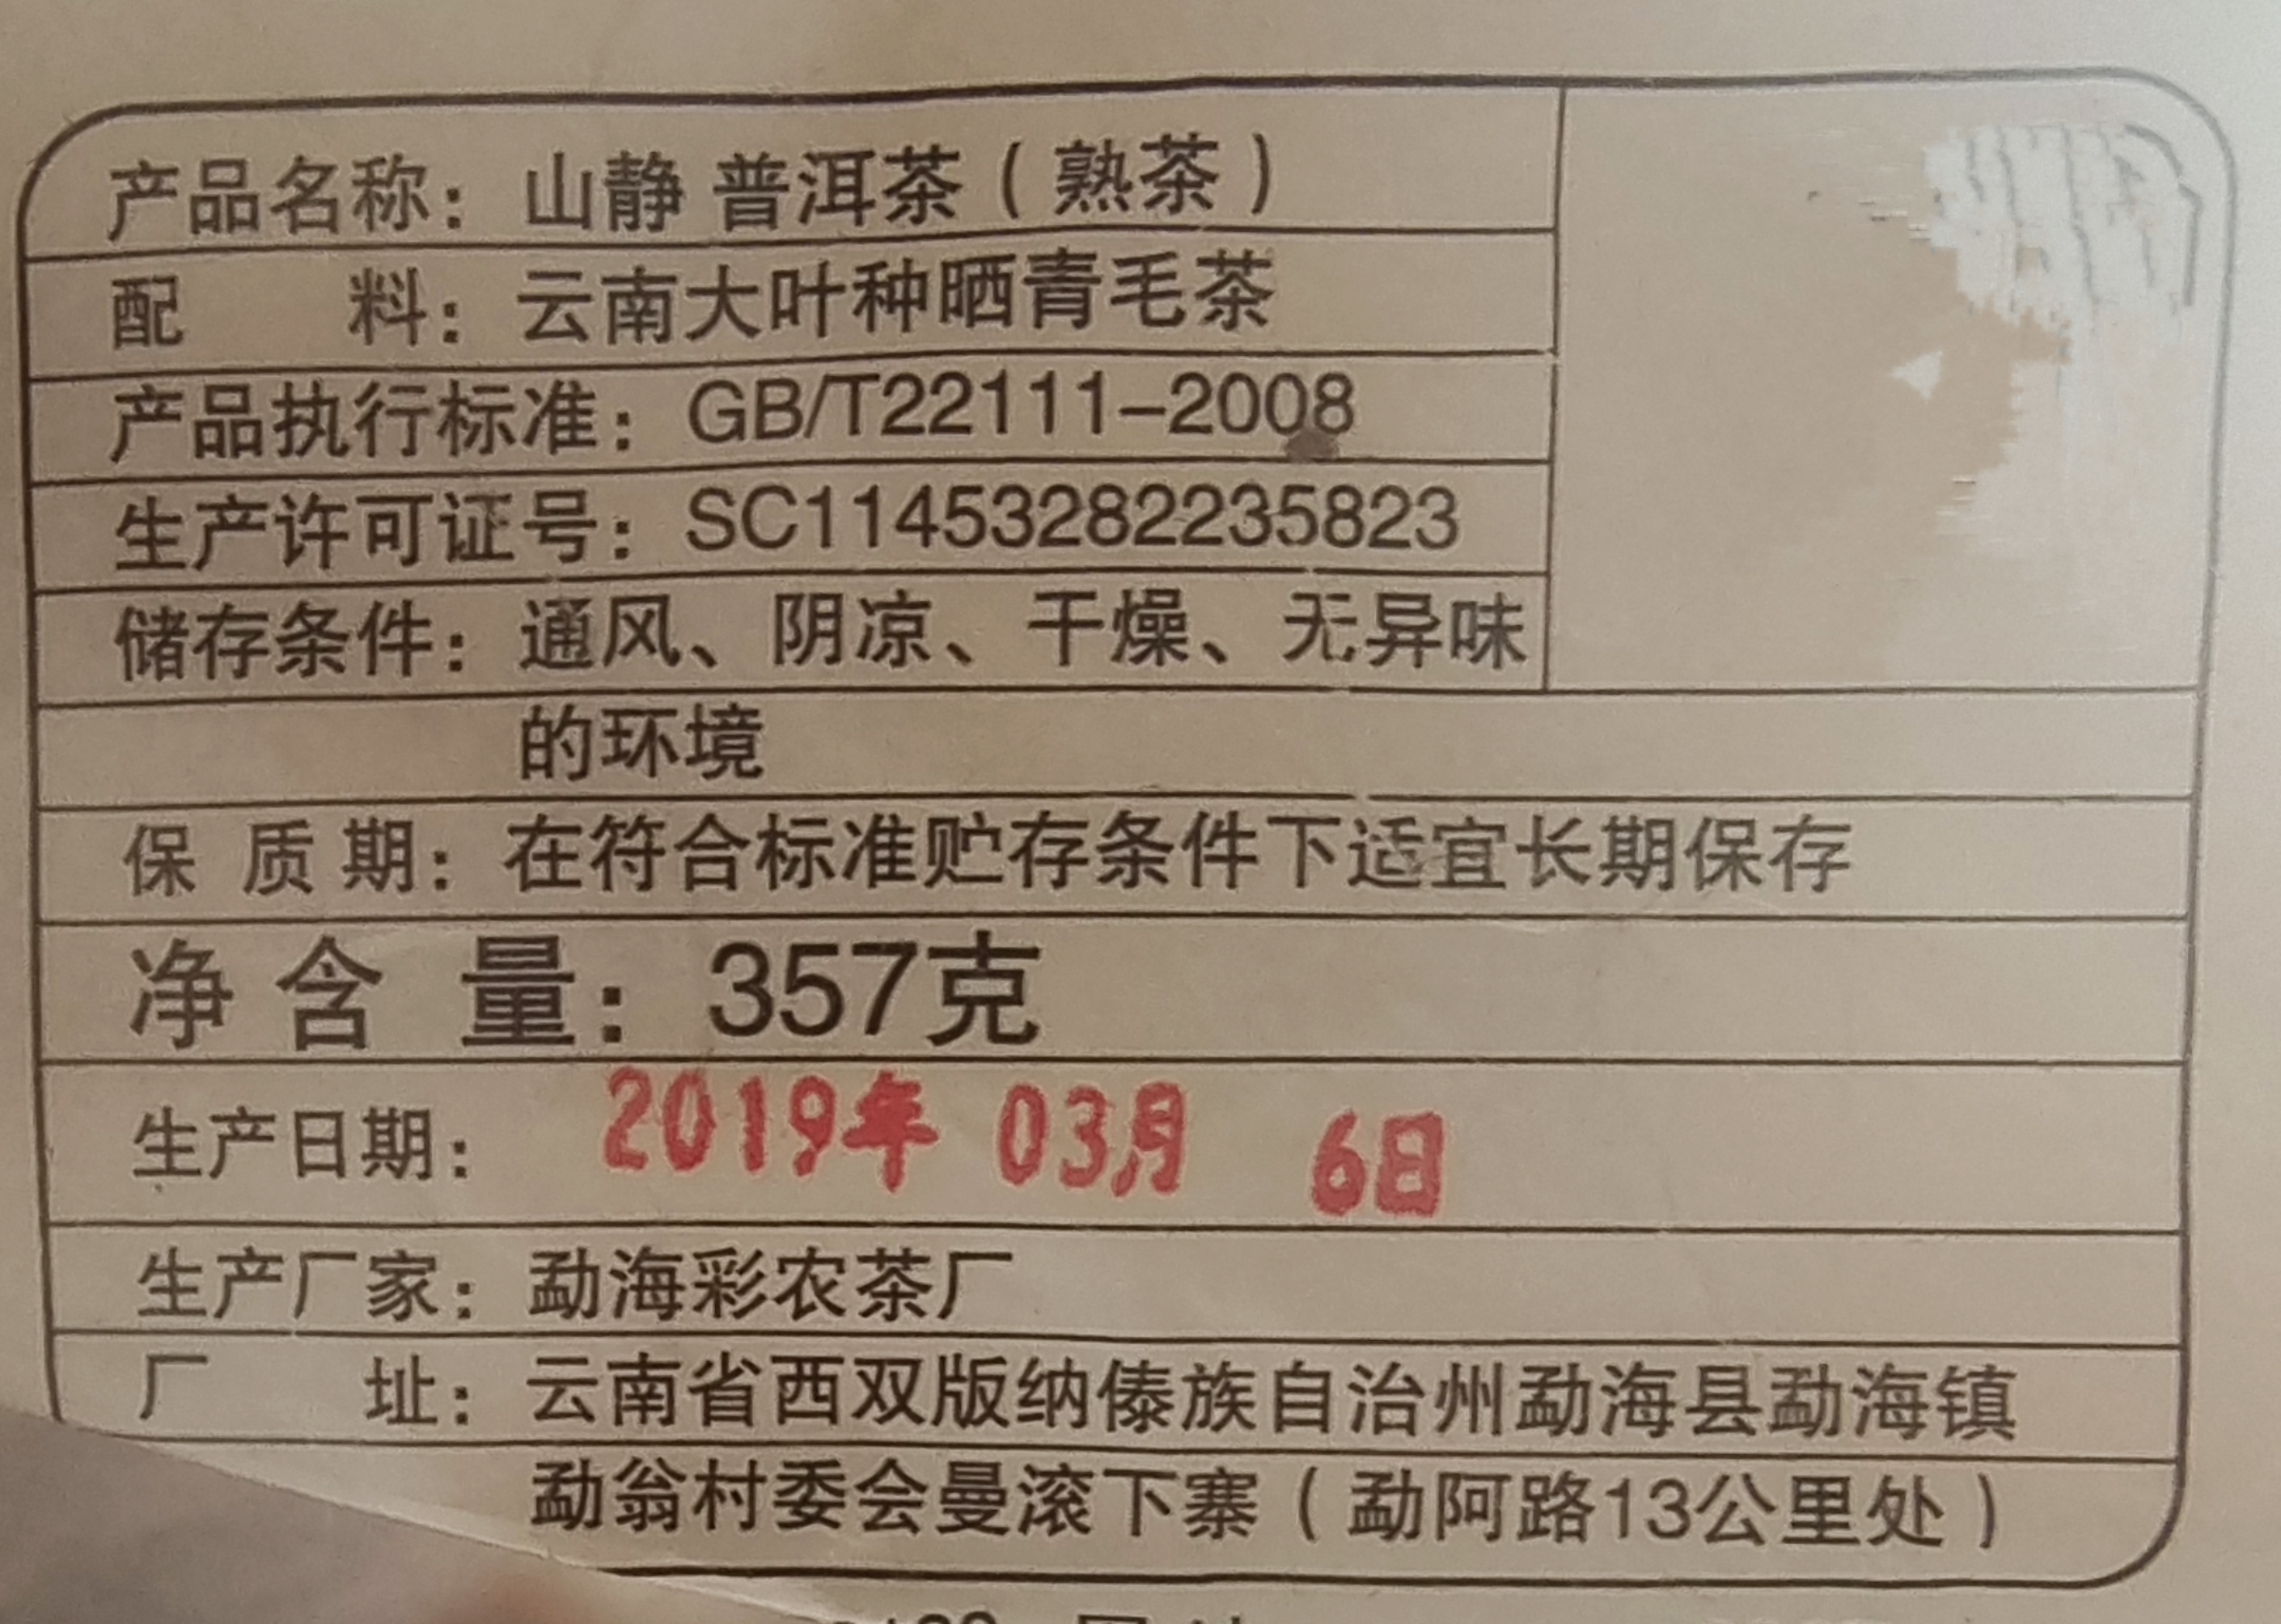 产品名称：山静 普洱茶（熟茶）
配 料：云南大叶种晒青毛茶
产品执行标准：GB/T22111-2008
生产许可证号：SC11453282235823
储存条件：通风、阴凉、干燥、无异味
的环境
保 质 期：在符合标准贮存条件下适宜长期保存
净 含 量：357克
生产日期：2019年 03月 6日
生产厂家：勐海彩农茶厂
厂 址：云南省西双版纳傣族自治州勐海县勐海镇
勐翁村委会曼滚下寨（勐阿路13公里处）